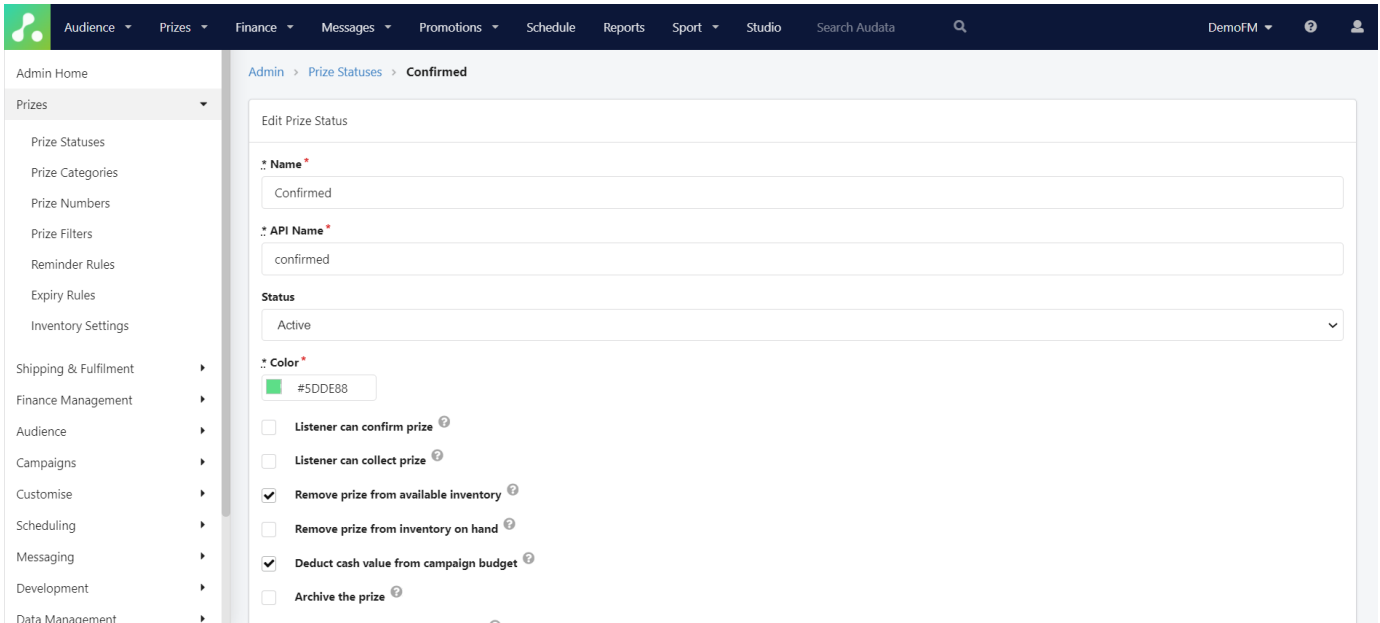 Audience Prizes Finance Messages Promotions Schedule Reports Sport Studio Search Audata DemoFM
Admin Home
Prizes
Prize Statuses
Prize Categories
Prize Numbers
Prize Filters
Reminder Rules
Expiry Rules
Inventory Settings
Shipping & Fulfilment
Finance Management
Audience
Campaigns
Customise
Scheduling
Messaging
Development
Data Management
Admin > Prize Statuses > Confirmed
Edit Prize Status
* Name *
Confirmed
* API Name *
confirmed
Status
Active
* Color *
#5DDE88
Listener can confirm prize ?
Listener can collect prize ?
Remove prize from available inventory ?
Remove prize from inventory on hand ?
Deduct cash value from campaign budget ?
Archive the prize ?